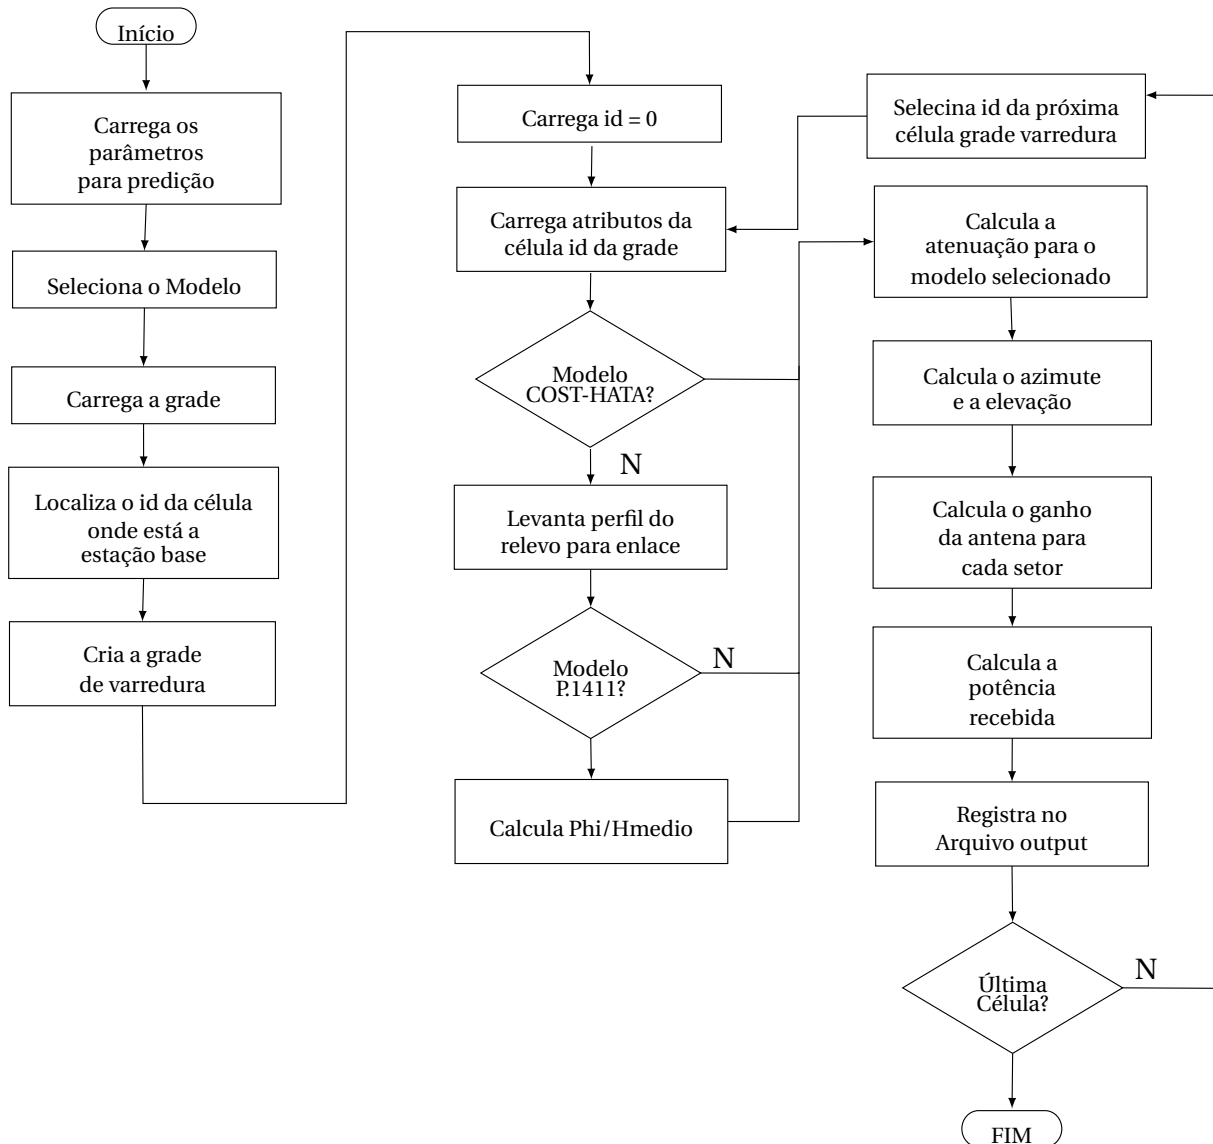 Início
Carrega os
parâmetros
para predição
Seleciona o Modelo
Carrega a grade
Localiza o id da célula
onde está a
estação base
Cria a grade
de varredura
Carrega id = 0
Carrega atributos da
célula id da grade
Modelo
COST-HATA?
N
Levanta perfil do
relevo para enlace
Modelo
P.1411?
N
Calcula Phi/Hmedio
Selecina id da próxima
célula grade varredura
Calcula a
atenuação para o
modelo selecionado
Calcula o azimute
e a elevação
Calcula o ganho
da antena para
cada setor
Calcula a
potência
recebida
Registra no
Arquivo output
Última
Célula?
N
FIM